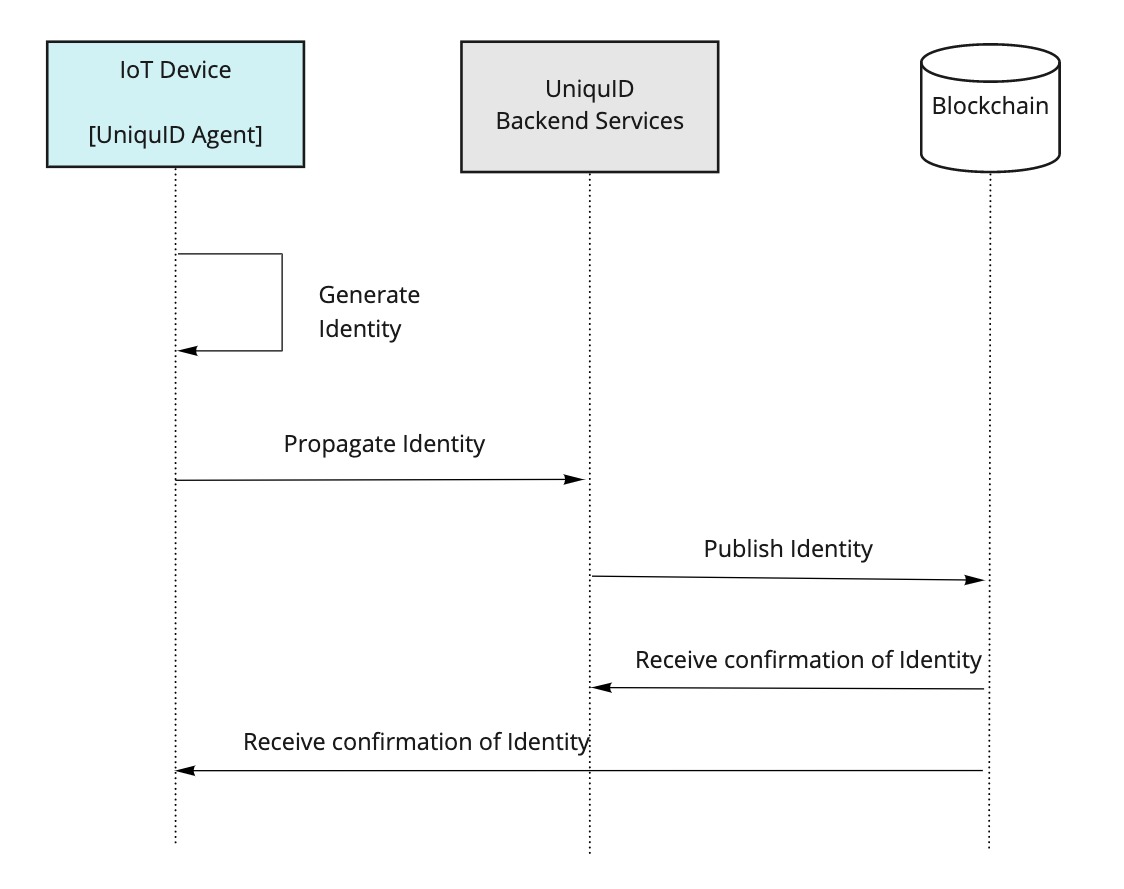 IoT Device
[UniquID Agent]
UniquID
Backend Services
Blockchain
Generate
Identity
Propagate Identity
Publish Identity
Receive confirmation of Identity
Receive confirmation of Identity